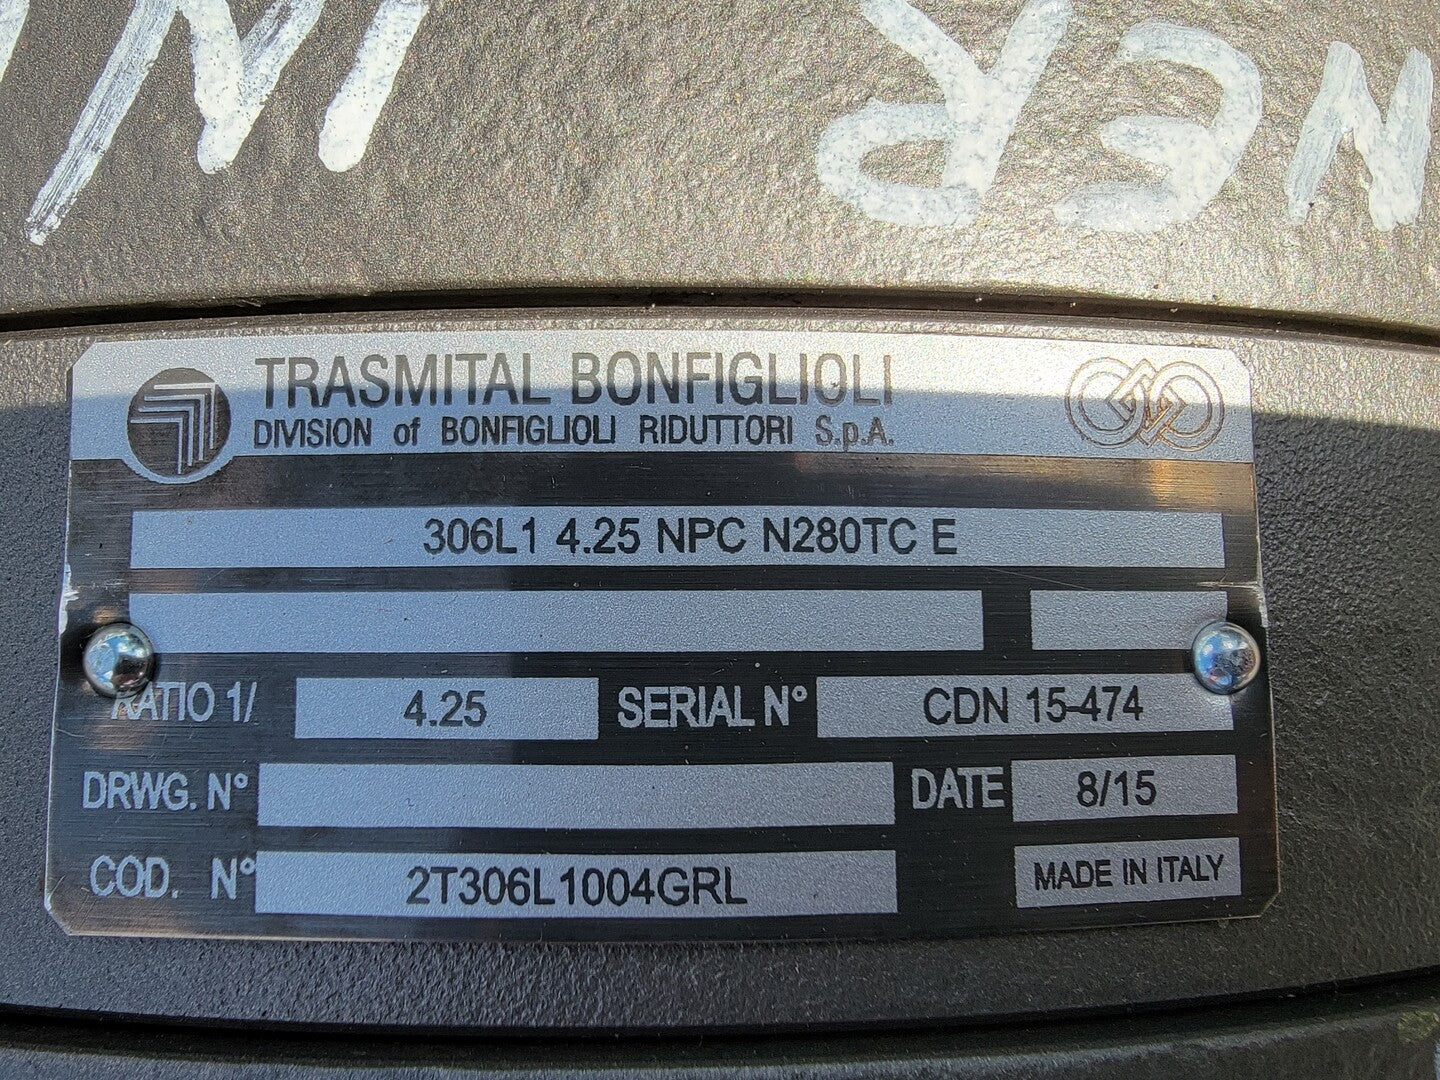 TRASMITAL BONFIGLIOLI
DIVISION of BONFIGLIOLI RIDUTTORI S.p.A.
306L1 4.25 NPC N280TC E
RATIO 1/ 4.25 SERIAL N° CDN 15-474
DRWG. N° DATE 8/15
COD. N° 2T306L1004GRL MADE IN ITALY